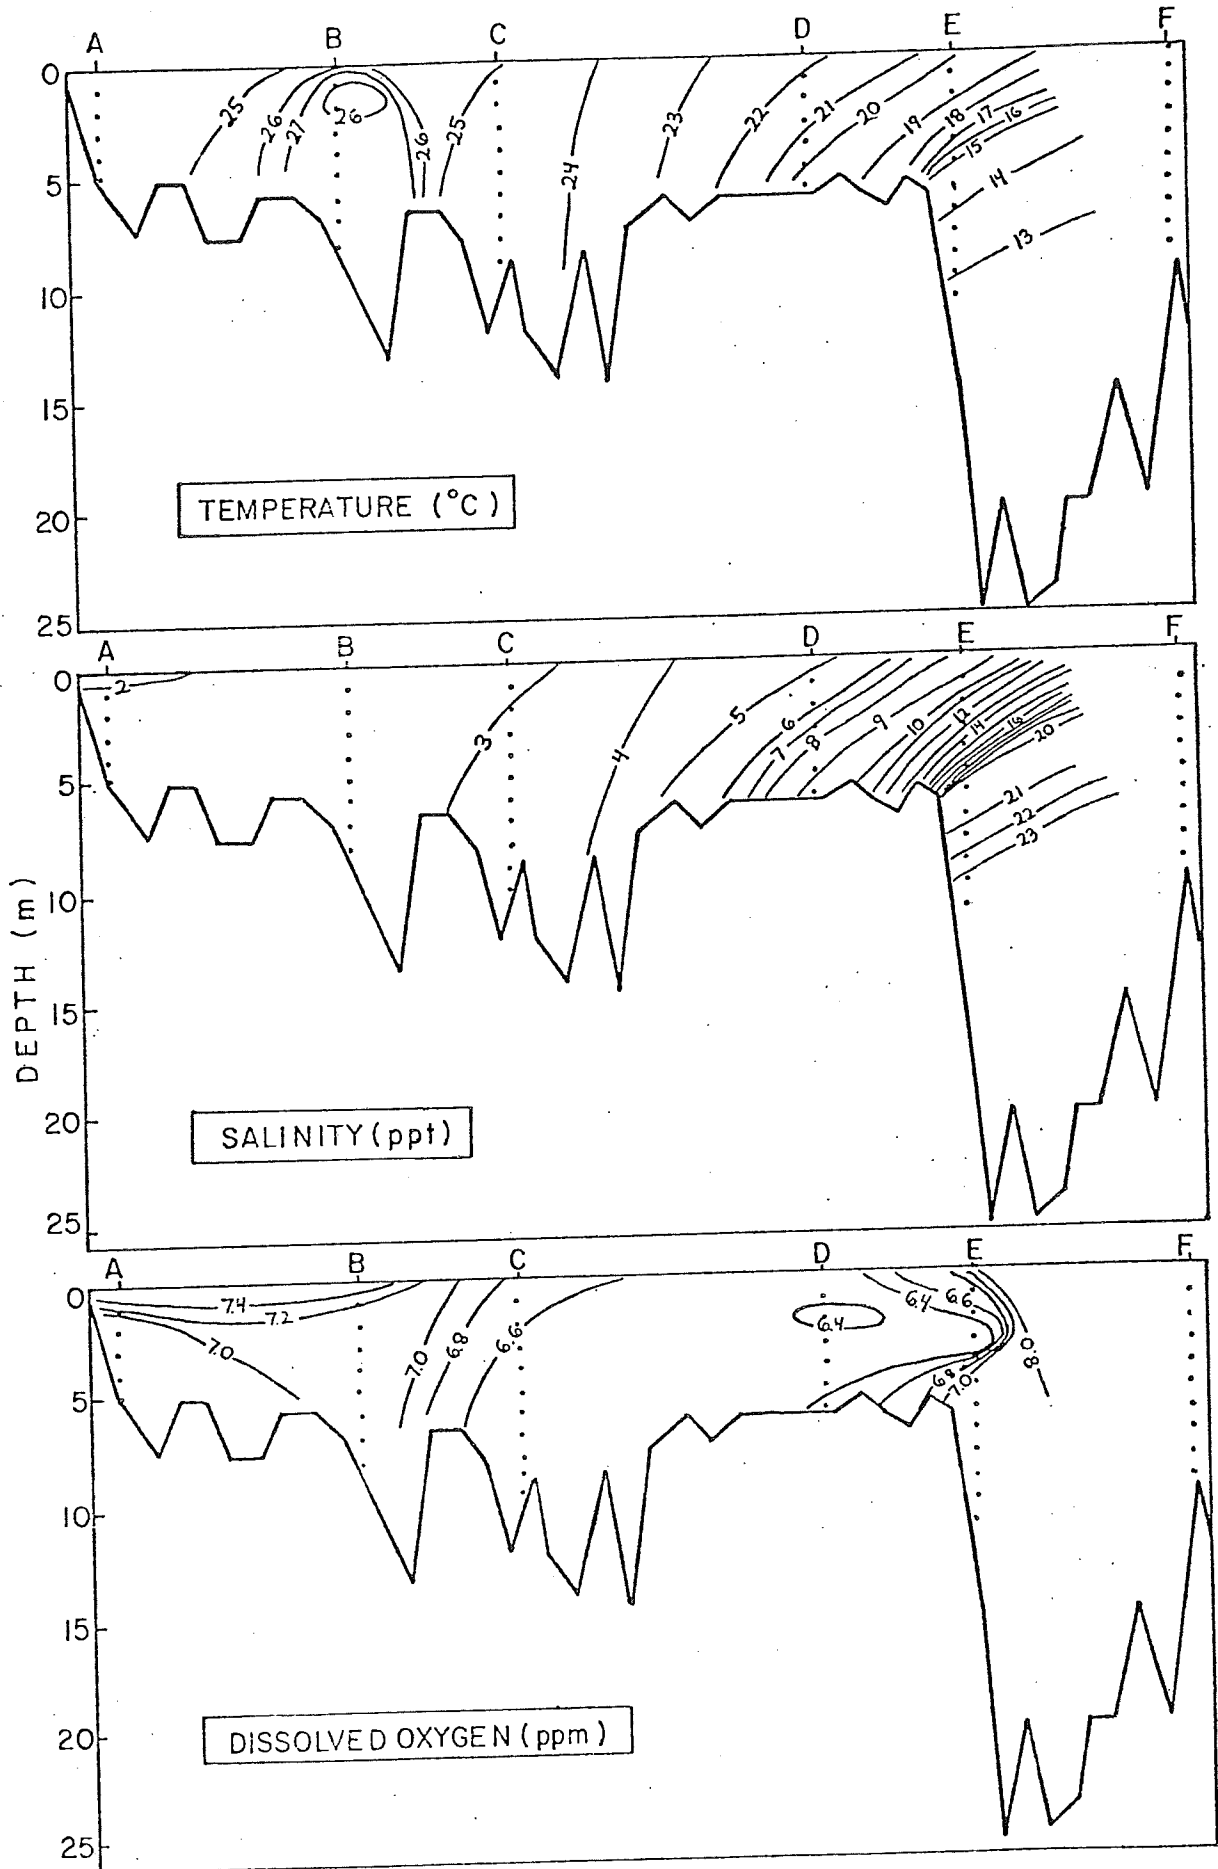 A B C D E F
0
25 26 27 26 26 25 24 23 22 21 20 19 18 17 16 15 14 13
5
10
15
20
25
TEMPERATURE (°C)
A B C D E F
0
2 3 4 5 6 7 8 9 10 12 14 16 20 21 22 23
5
10
15
20
25
SALINITY (ppt)
DEPTH (m)
A B C D E F
0
7.4 7.2 7.0 7.0 6.8 6.6 6.4 6.4 6.6 6.8 7.0 8.0
5
10
15
20
25
DISSOLVED OXYGEN (ppm)